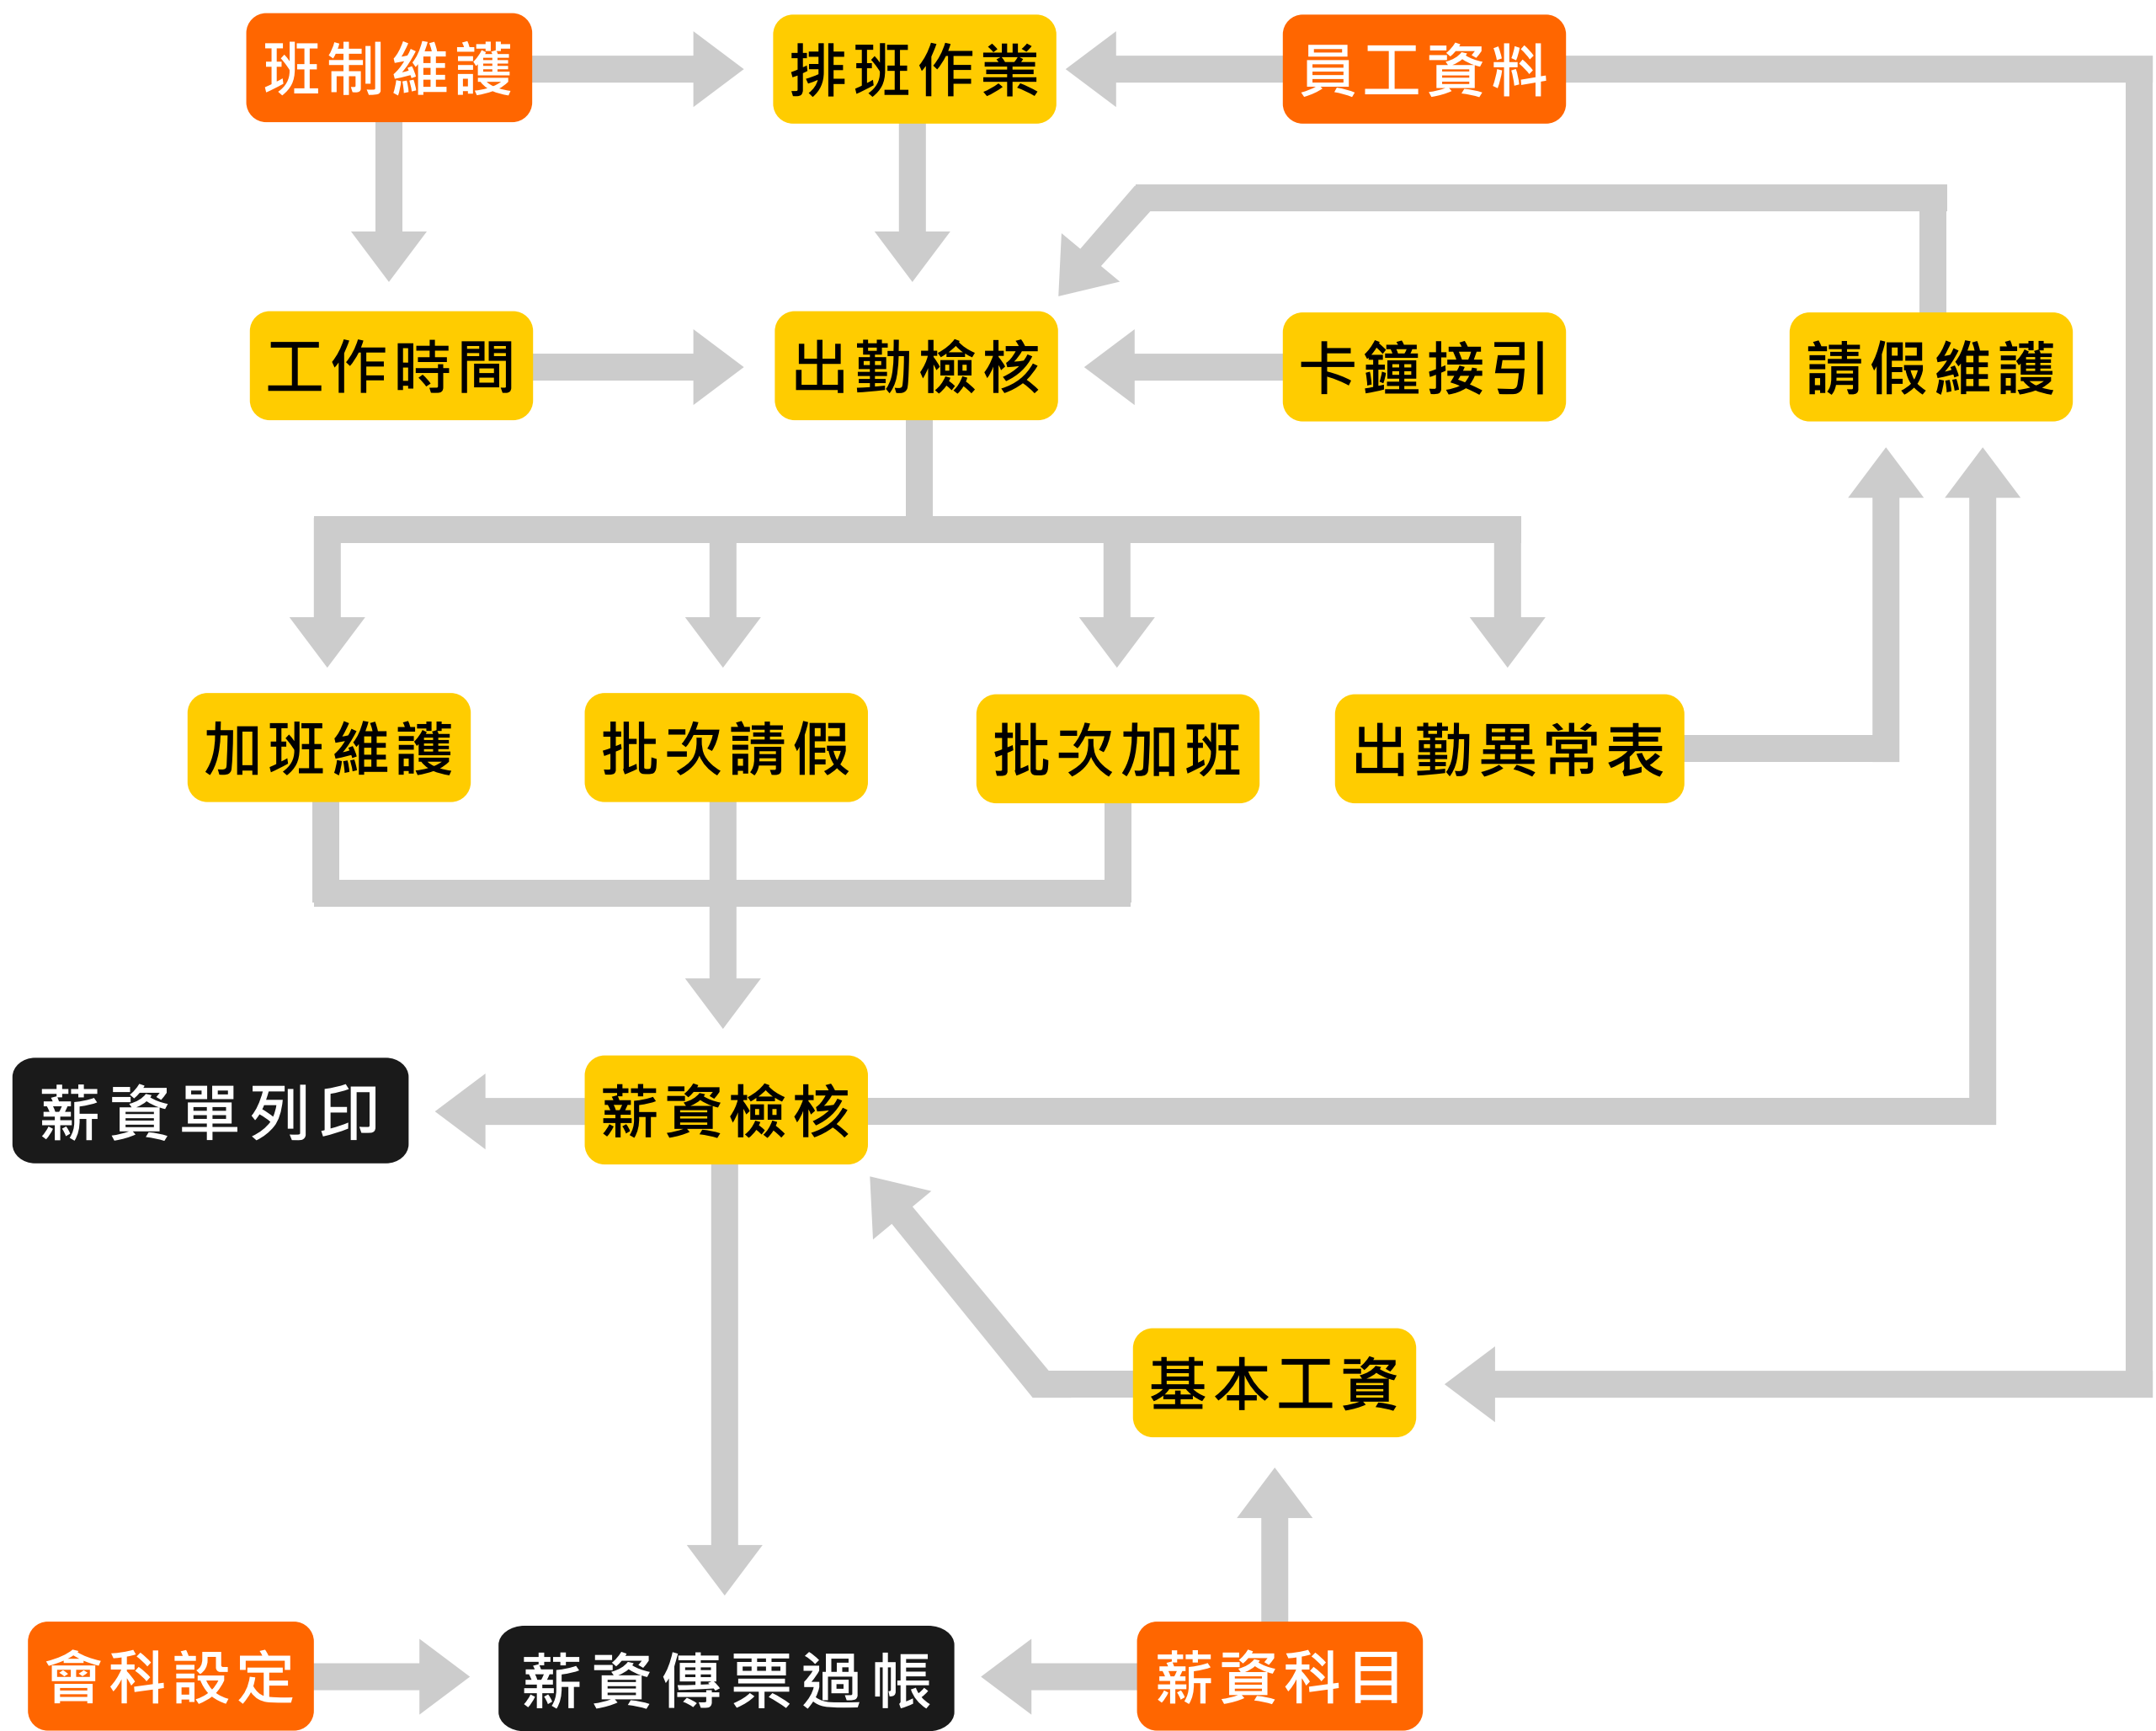 班制維護
排班作業
員工資料
工作時間
出勤檢核
卡鐘索引
請假維護
加班維護
批次請假
批次加班
出勤異常表
薪資單列印
薪資檢核
基本工資
會科設定
薪資傳票週帳
薪資科目